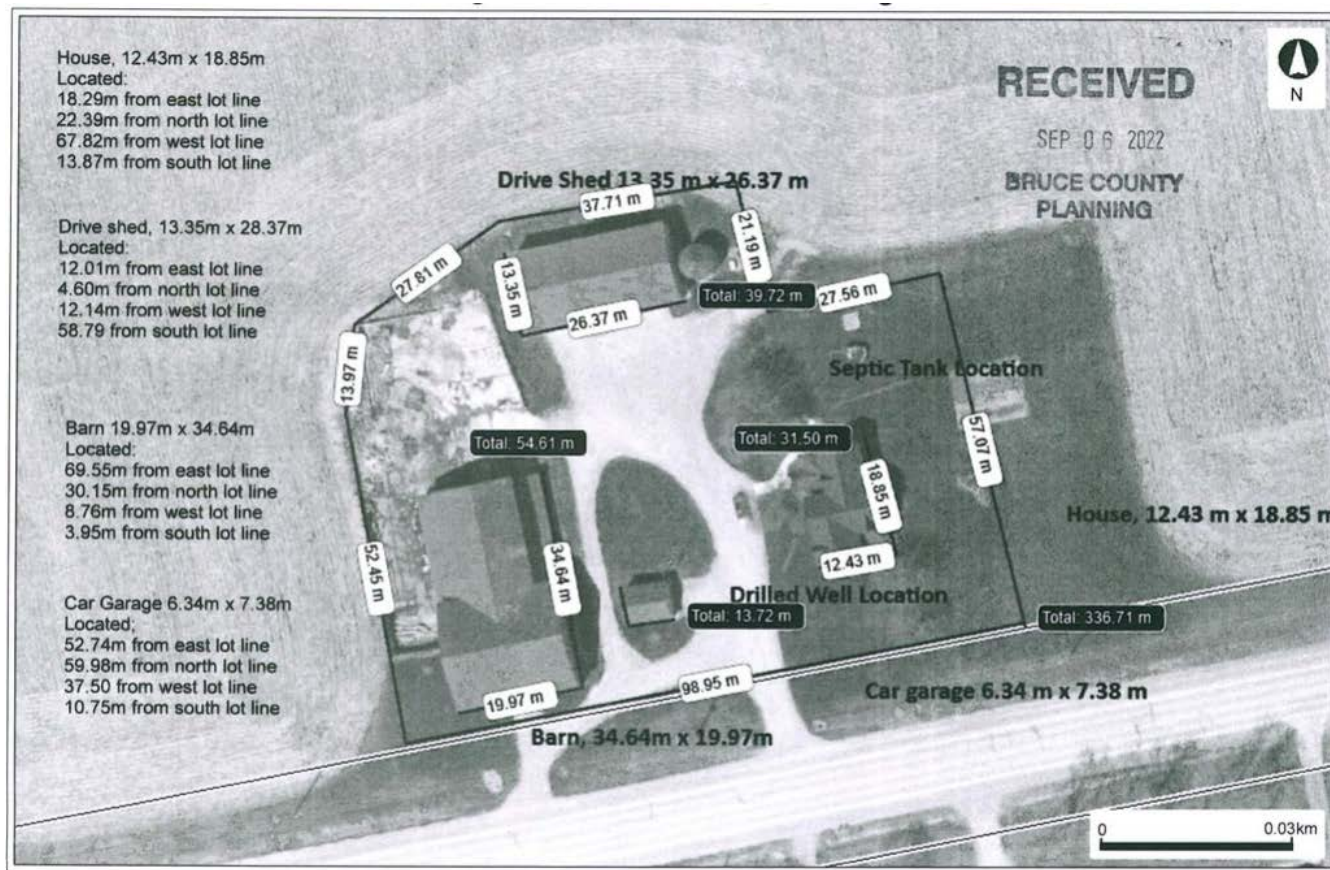 House, 12.43m x 18.85m
Located:
18.29m from east lot line
22.39m from north lot line
67.82m from west lot line
13.87m from south lot line
Drive shed, 13.35m x 28.37m
Located:
12.01m from east lot line
4.60m from north lot line
12.14m from west lot line
58.79 from south lot line
Barn 19.97m x 34.64m
Located:
69.55m from east lot line
30.15m from north lot line
8.76m from west lot line
3.95m from south lot line
Car Garage 6.34m x 7.38m
Located;
52.74m from east lot line
59.98m from north lot line
37.50 from west lot line
10.75m from south lot line
RECEIVED
SEP 06 2022
BRUCE COUNTY
PLANNING
N
Drive Shed 13.35 m x 26.37 m
37.71 m
21.19 m
27.81 m
13.35 m
26.37 m
Total: 39.72 m
27.56 m
13.97 m
Septic Tank Location
Total: 54.61 m
Total: 31.50 m
57.07 m
18.85 m
House, 12.43 m x 18.85 m
52.45 m
34.64 m
12.43 m
Drilled Well Location
Total: 13.72 m
Total: 336.71 m
19.97 m
98.95 m
Car garage 6.34 m x 7.38 m
Barn, 34.64m x 19.97m
0 0.03km